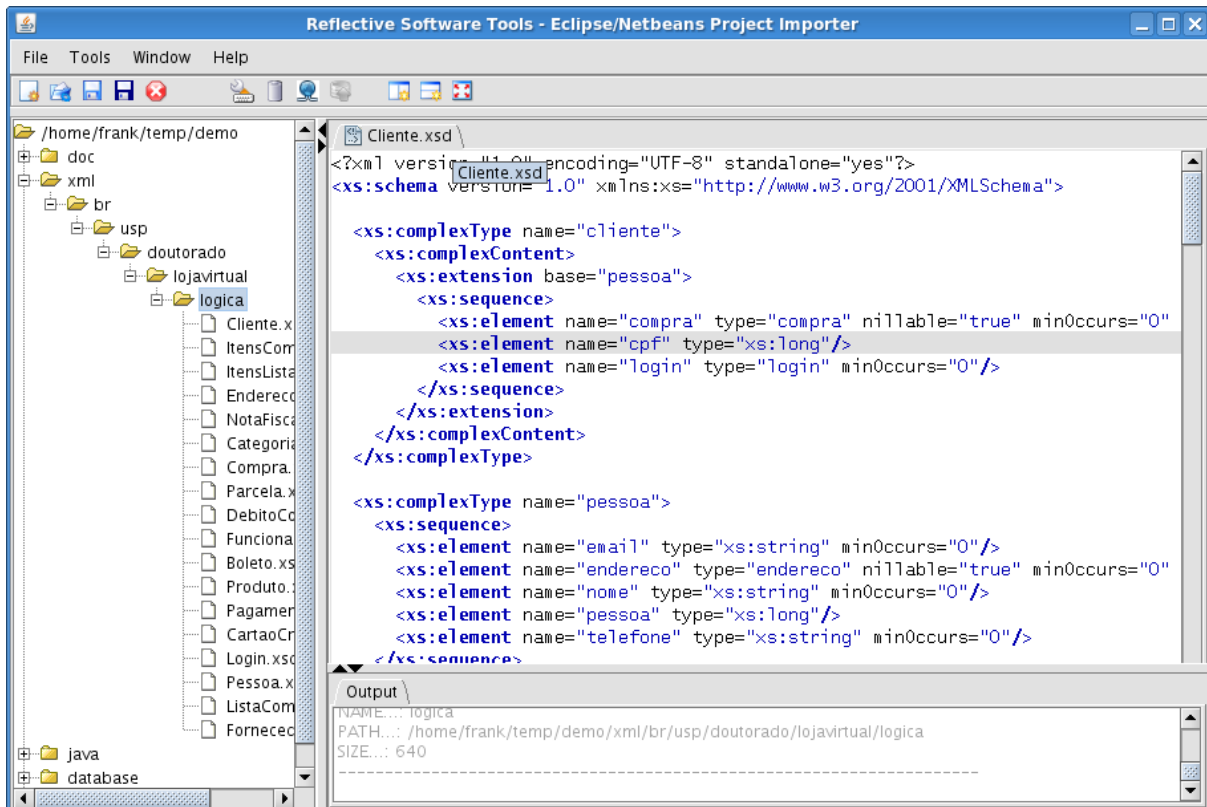 Reflective Software Tools - Eclipse/Netbeans Project Importer
File Tools Window Help
/home/frank/temp/demo
doc
xml
br
usp
doutorado
lojavirtual
logica
Cliente.x
ItensCom
ItensLista
Endereco
NotaFisca
Categoria
Compra.
Parcela.x
DebitoCo
Funciona
Boleto.xs
Produto.
Pagamen
CartaoCr
Login.xsd
Pessoa.x
ListaCom
Forneced
java
database
Cliente.xsd
<?xml version="1.0" encoding="UTF-8" standalone="yes"?>
Cliente.xsd
<xs:schema version="1.0" xmlns:xs="http://www.w3.org/2001/XMLSchema">
<xs:complexType name="cliente">
<xs:complexContent>
<xs:extension base="pessoa">
<xs:sequence>
<xs:element name="compra" type="compra" nillable="true" minOccurs="0"
<xs:element name="cpf" type="xs:long"/>
<xs:element name="login" type="login" minOccurs="0"/>
</xs:sequence>
</xs:extension>
</xs:complexContent>
</xs:complexType>
<xs:complexType name="pessoa">
<xs:sequence>
<xs:element name="email" type="xs:string" minOccurs="0"/>
<xs:element name="endereco" type="endereco" nillable="true" minOccurs="0"
<xs:element name="nome" type="xs:string" minOccurs="0"/>
<xs:element name="pessoa" type="xs:long"/>
<xs:element name="telefone" type="xs:string" minOccurs="0"/>
</xs:sequence>
Output
NAME...: logica
PATH...: /home/frank/temp/demo/xml/br/usp/doutorado/lojavirtual/logica
SIZE...: 640
----------------------------------------------------------------------